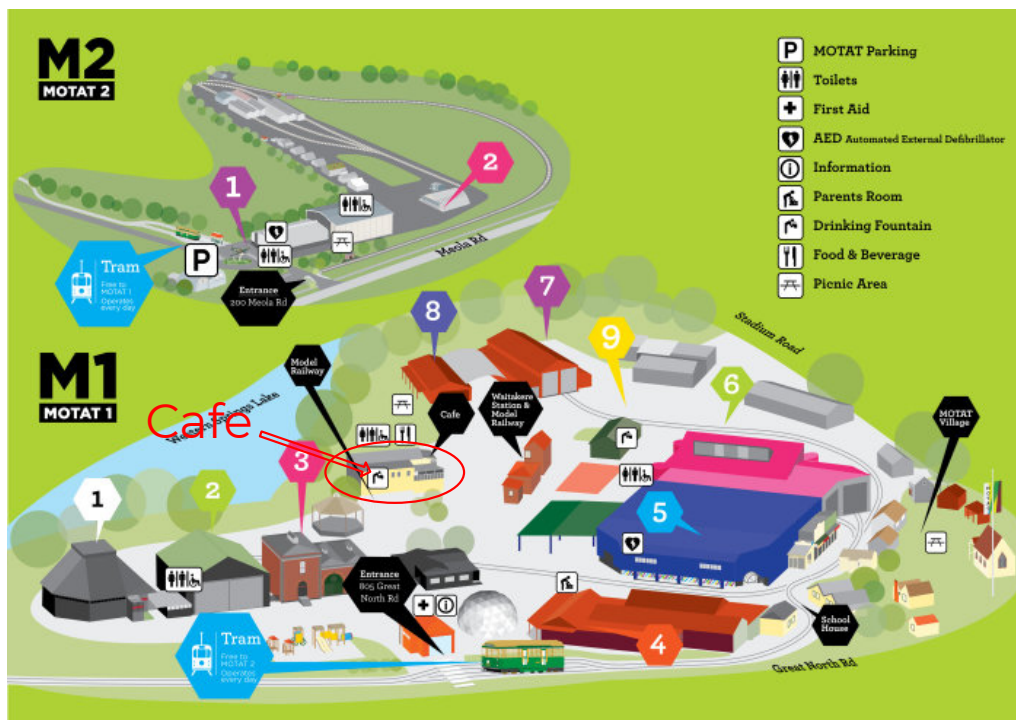 M2
MOTAT 2
P MOTAT Parking
Toilets
First Aid
AED Automated External Defibrillator
Information
Parents Room
Drinking Fountain
Food & Beverage
Picnic Area
1
2
Tram
Free to
MOTAT 1
Operates
every day
P
Entrance
200 Meola Rd
Meola Rd
M1
MOTAT 1
Model
Railway
8
7
9
Stadium Road
6
Cafe
Cafe
Waitakere
Station &
Model
Railway
MOTAT
Village
Springs Lake
1
2
3
5
Entrance
805 Great
North Rd
School
House
4
Tram
Free to
MOTAT 2
Operates
every day
Great North Rd